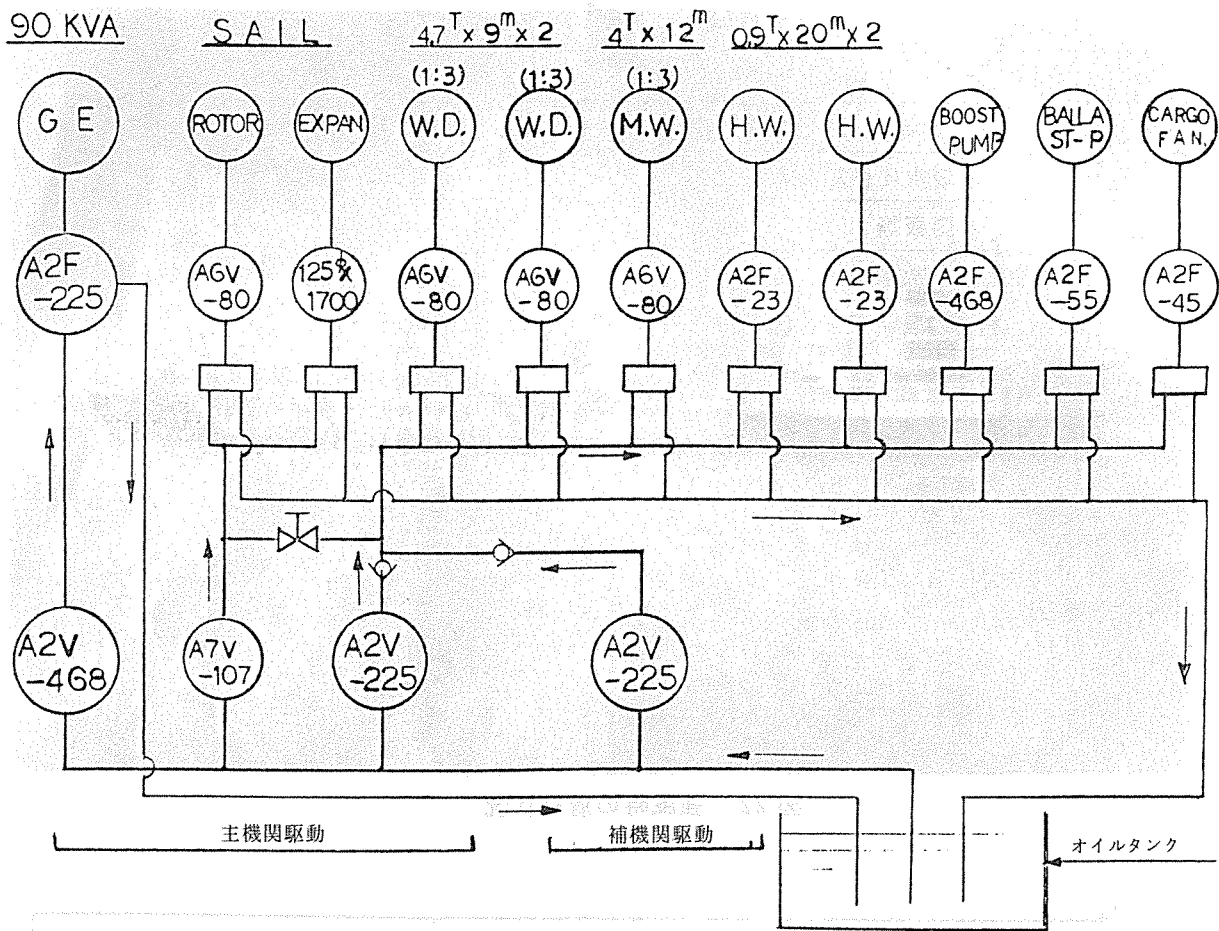 90 KVA
SAIL
4.7ᵀ x 9ᵐ x 2
4ᵀ x 12ᵐ
0.9ᵀ x 20ᵐ x 2
(1:3)
(1:3)
(1:3)
G E
ROTOR
EXPAN
W.D.
W.D.
M.W.
H.W.
H.W.
BOOST
PUMP
BALLA
ST-P
CARGO
FAN.
A2F
-225
A6V
-80
125ᵠx
1700
A6V
-80
A6V
-80
A6V
-80
A2F
-23
A2F
-23
A2F
-468
A2F
-55
A2F
-45
A2V
-468
A7V
-107
A2V
-225
A2V
-225
主機関駆動
補機関駆動
オイルタンク